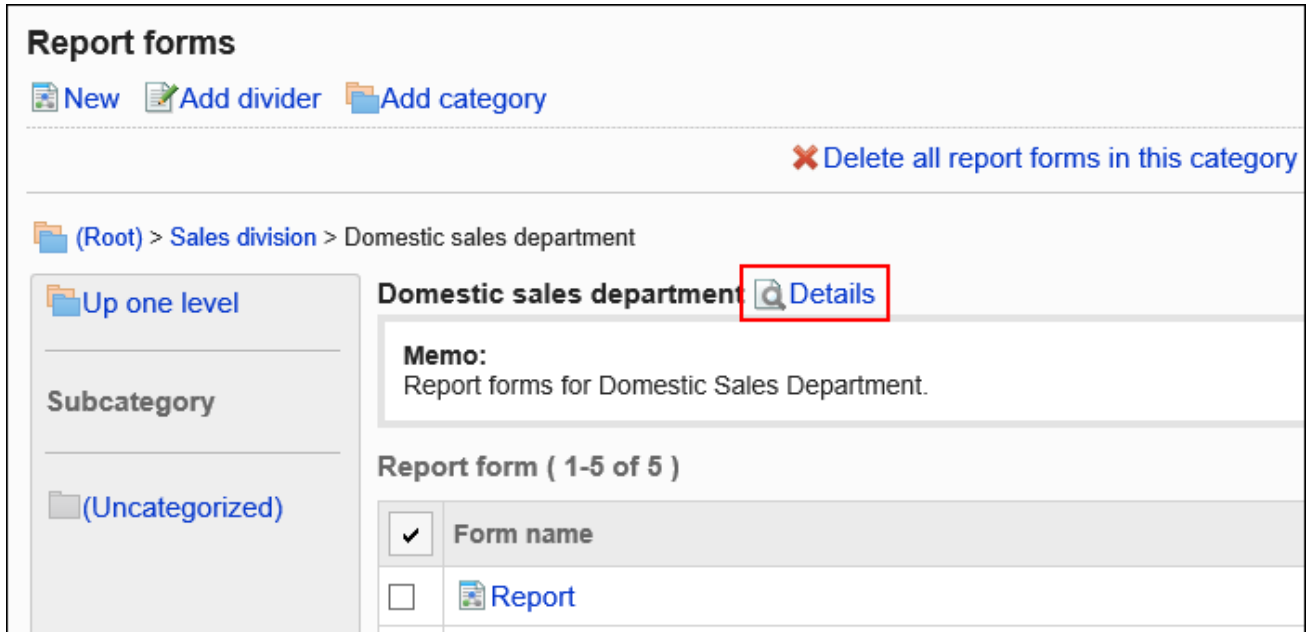 Report forms
New Add divider Add category
Delete all report forms in this category
(Root) > Sales division > Domestic sales department
Up one level
Subcategory
(Uncategorized)
Domestic sales department Details
Memo:
Report forms for Domestic Sales Department.
Report form ( 1-5 of 5 )
Form name
Report